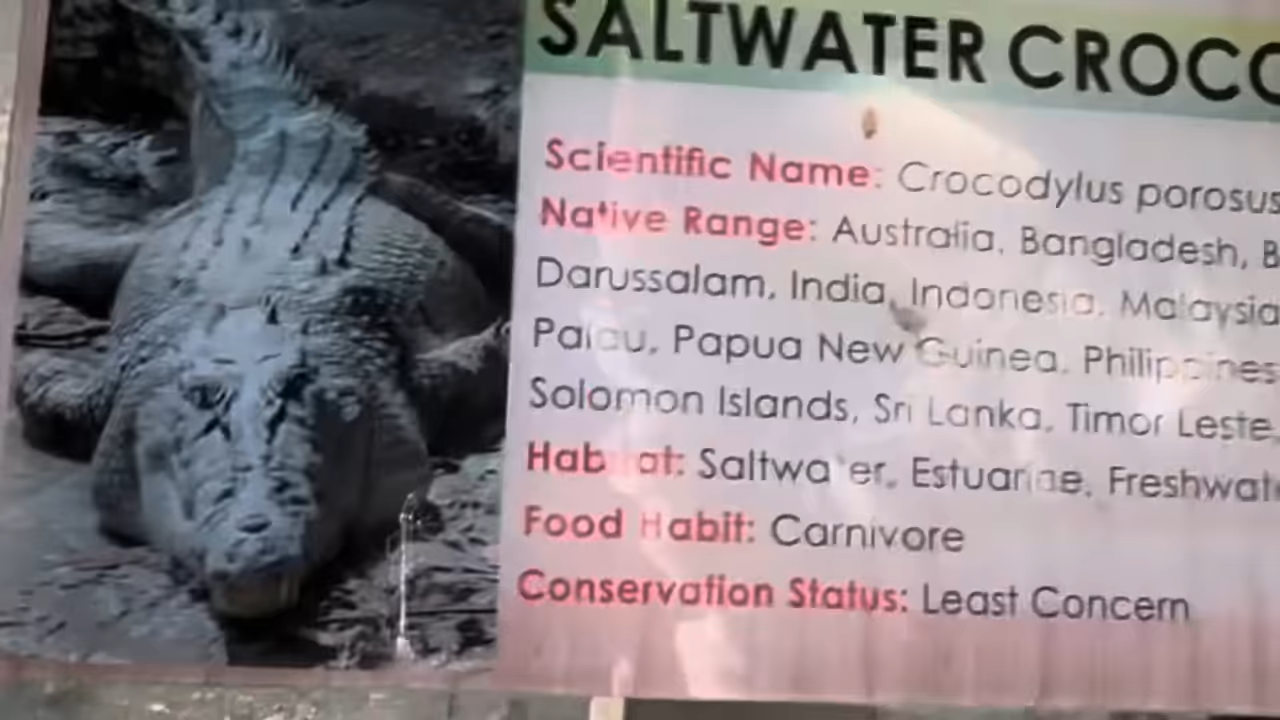 SALTWATER CROCO
Scientific Name: Crocodylus porosus
Native Range: Australia, Bangladesh, B
Darussalam, India, Indonesia, Malaysia
Palau, Papua New Guinea, Philippines
Solomon Islands, Sri Lanka, Timor Leste,
Habitat: Saltwater, Estuarine, Freshwate
Food Habit: Carnivore
Conservation Status: Least Concern